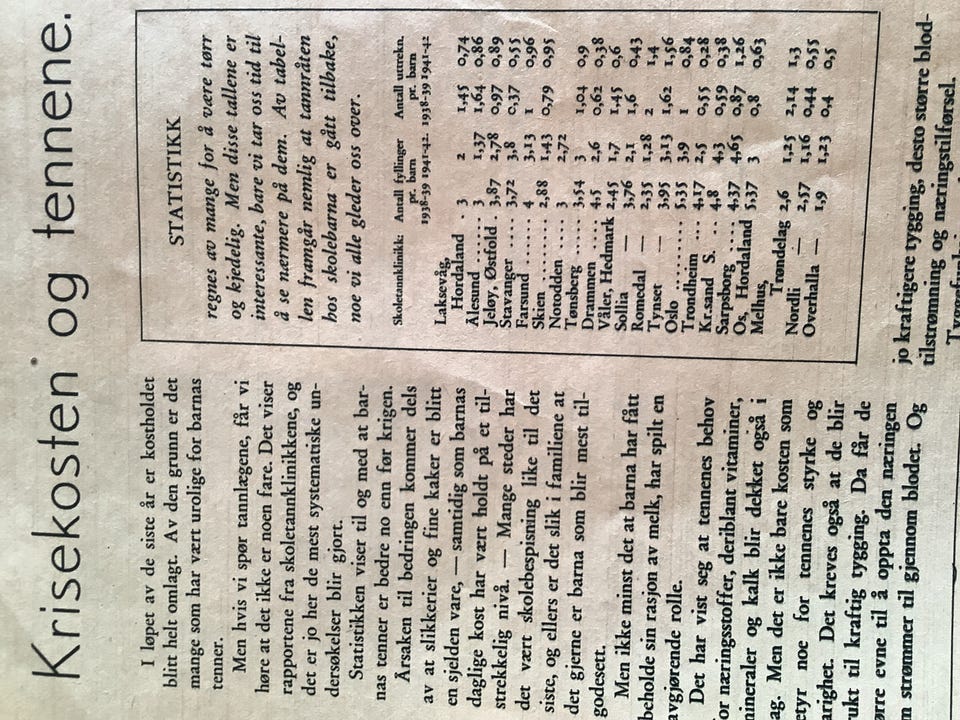 Krisekosten og tennene.
I løpet av de siste år er kostholdet
blitt helt omlagt. Av den grunn er det
mange som har vært urolige for barnas
tenner.
Men hvis vi spør tannlægene, får vi
høre at det ikke er noen fare. Det viser
rapportene fra skoletannklinikkene, og
det er jo her de mest systematiske un-
dersøkelser blir gjort.
Statistikken viser til og med at bar-
nas tenner er bedre no enn før krigen.
Årsaken til bedringen kommer dels
av at slikkerier og fine kaker er blitt
en sjelden vare, — samtidig som barnas
daglige kost har vært holdt på et til-
strekkelig nivå. — Mange steder har
det vært skolebespisning like til det
siste, og ellers er det slik i familiene at
det gjerne er barna som blir mest til-
godesett.
Men ikke minst det at barna har fått
beholde sin rasjon av melk, har spilt en
avgjørende rolle.
Det har vist seg at tennenes behov
or næringsstoffer, deriblant vitaminer,
mineraler og kalk blir dekket også i
ag. Men det er ikke bare kosten som
etyr noe for tennenes styrke og
arighet. Det kreves også at de blir
ukt til kraftig tygging. Da får de
ørre evne til å oppta den næringen
m strømmer til gjennom blodet. Og
STATISTIKK
regnes av mange for å være tørr
og kjedelig. Men disse tallene er
interessante, bare vi tar oss tid til
å se nærmere på dem. Av tabel-
len framgår nemlig at tannråten
hos skolebarna er gått tilbake,
noe vi alle gleder oss over.
Skoletannklinikk: Antall fyllinger Antall uttrekn.
pr. barn pr. barn
1938-39 1941-42. 1938-39 1941-42
Laksevåg,
Hordaland . 3 2 1,45 0,74
Ålesund ..... 3 1,37 1,64 0,86
Jeløy, Østfold . 3,87 2,78 0,97 0,89
Stavanger .... 3,72 3,8 0,37 0,55
Farsund ...... 4 3,13 1 0,96
Skien ........ 2,88 1,43 0,79 0,95
Notodden .... 3 2,72
Tønsberg .... 3,54 3 1,04 0,9
Drammen .... 4,5 2,6 0,62 0,38
Våler, Hedmark 2,45 1,7 1,45 0,6
Sollia — 3,76 2,1 1,6 0,43
Romedal — 2,35 1,28 2 1,4
Tynset — 3,95 3,13 1,62 1,56
Oslo ........ 5,35 3,9 1 0,84
Trondheim .... 4,17 2,5 0,55 0,28
Kr.sand S. .... 4,8 4,3 0,59 0,38
Sarpsborg .... 4,37 4,65 0,87 1,26
Os, Hordaland 3,37 3 0,8 0,63
Melhus,
Trøndelag 2,6 1,25 2,14 1,3
Nordli — 2,57 1,16 0,44 0,55
Overhalla — 1,9 1,23 0,4 0,5
jo kraftigere tygging, desto større blod-
tilstrømning og næringstilførsel.